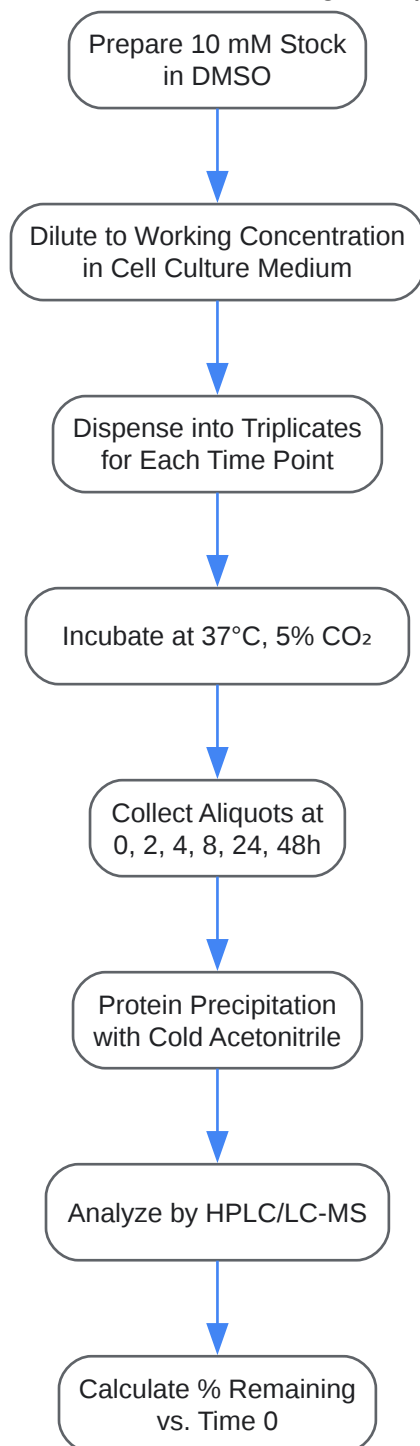 Prepare 10 mM Stock
in DMSO
Dilute to Working Concentration
in Cell Culture Medium
Dispense into Triplicates
for Each Time Point
Incubate at 37°C, 5% CO₂
Collect Aliquots at
0, 2, 4, 8, 24, 48h
Protein Precipitation
with Cold Acetonitrile
Analyze by HPLC/LC-MS
Calculate % Remaining
vs. Time 0